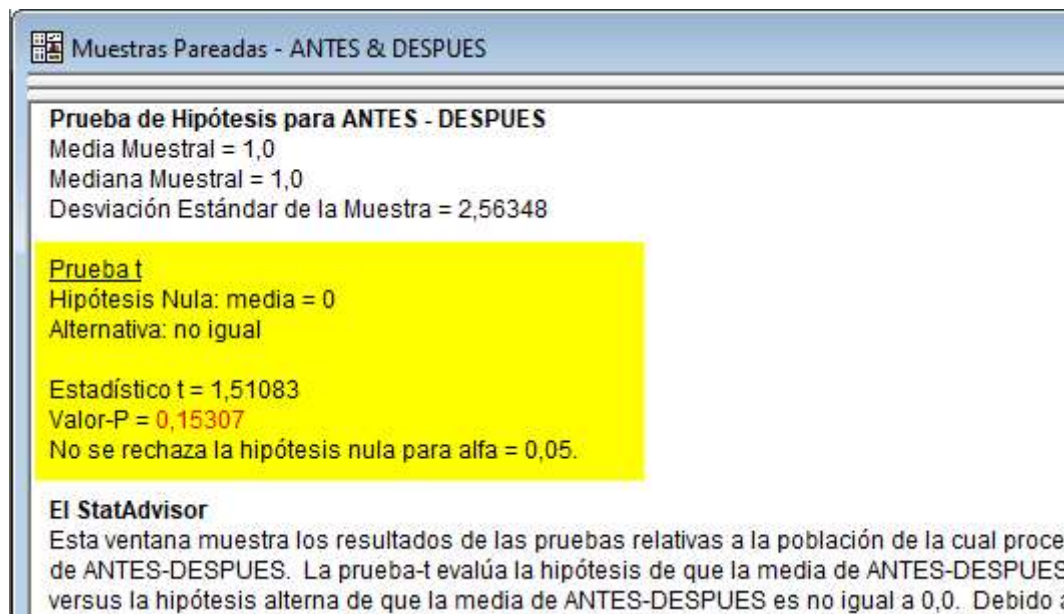 Muestras Pareadas - ANTES & DESPUES
Prueba de Hipótesis para ANTES - DESPUES
Media Muestral = 1,0
Mediana Muestral = 1,0
Desviación Estándar de la Muestra = 2,56348
Prueba t
Hipótesis Nula: media = 0
Alternativa: no igual
Estadístico t = 1,51083
Valor-P = 0,15307
No se rechaza la hipótesis nula para alfa = 0,05.
El StatAdvisor
Esta ventana muestra los resultados de las pruebas relativas a la población de la cual proce
de ANTES-DESPUES. La prueba-t evalúa la hipótesis de que la media de ANTES-DESPUES
versus la hipótesis alterna de que la media de ANTES-DESPUES es no igual a 0,0. Debido